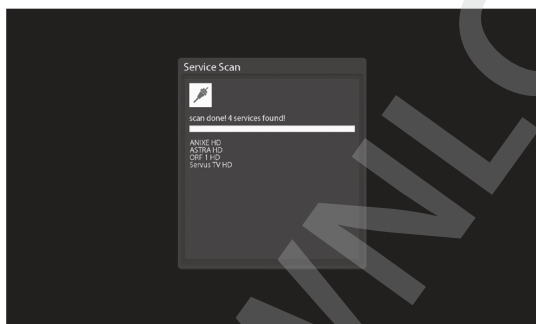 Service Scan
scan done! 4 services found!
ANIXE HD
ASTRA HD
ORF 1 HD
Servus TV HD